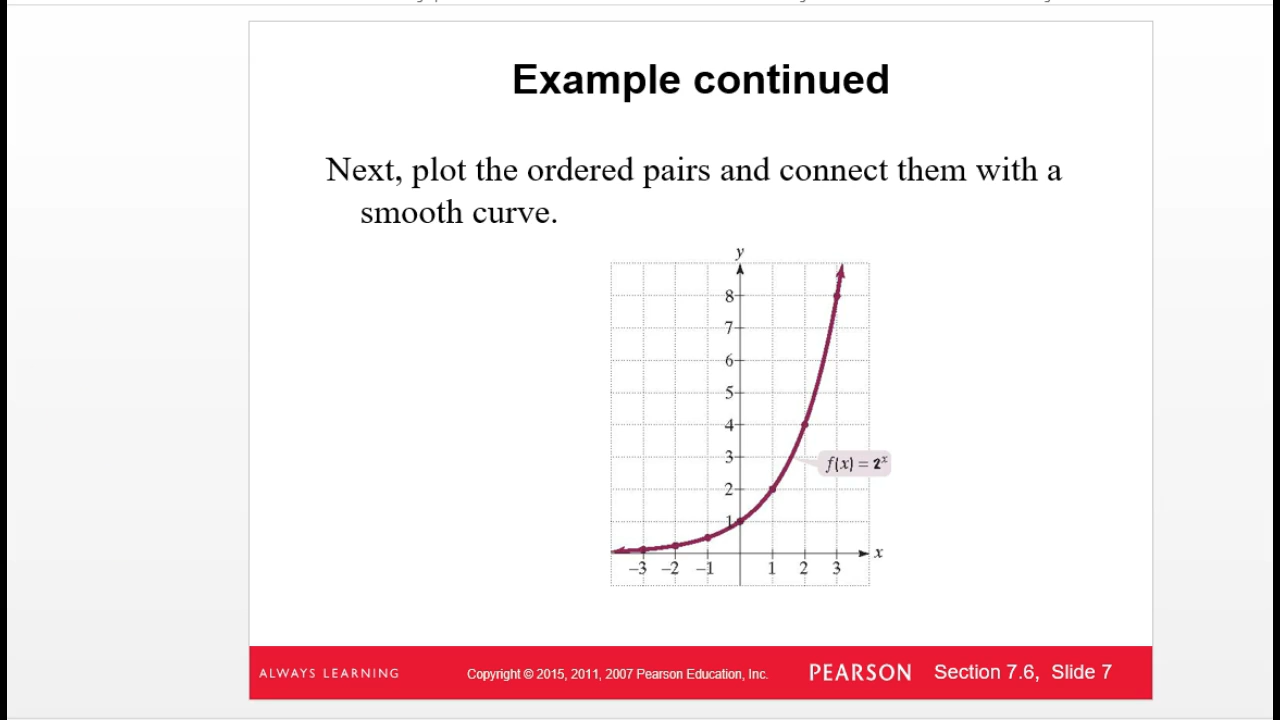 Example continued
Next, plot the ordered pairs and connect them with a
smooth curve.
y
8
7
6
5
4
3
f(x) = 2ˣ
2
1
x
–3 –2 –1 1 2 3
ALWAYS LEARNING Copyright © 2015, 2011, 2007 Pearson Education, Inc. PEARSON Section 7.6, Slide 7